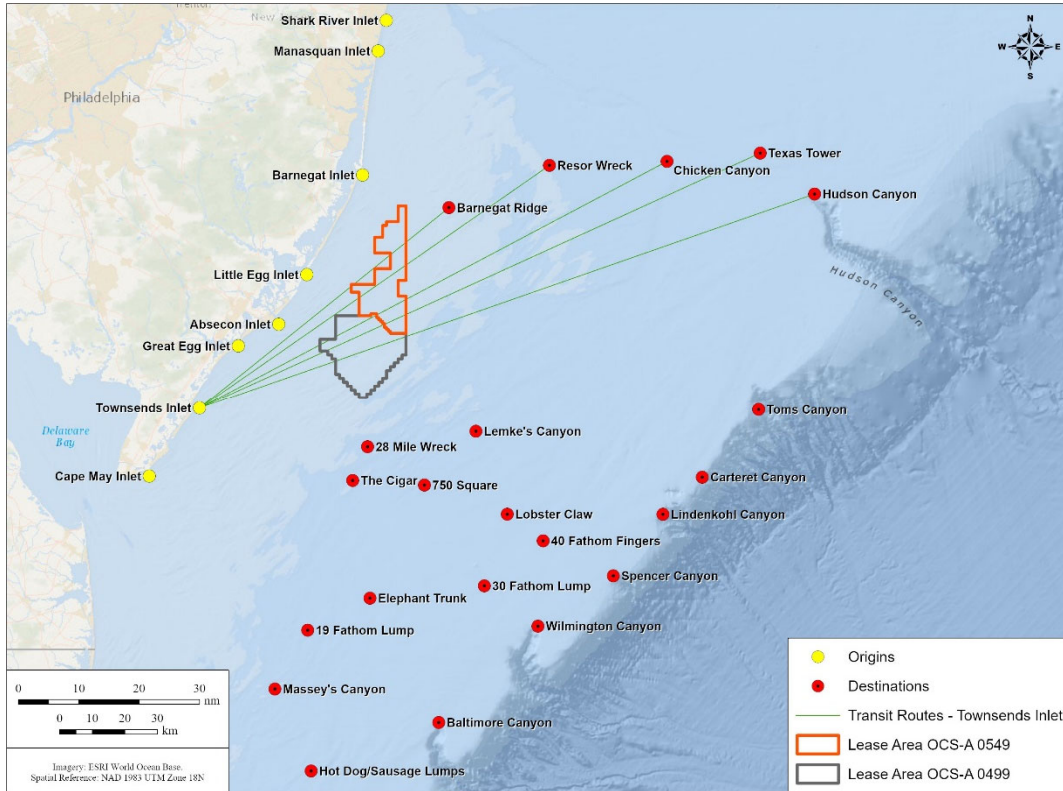 Trenton
New
Shark River Inlet
Manasquan Inlet
N
W E
S
Philadelphia
Barnegat Inlet
Resor Wreck
Chicken Canyon
Texas Tower
Hudson Canyon
Barnegat Ridge
Little Egg Inlet
Hudson Canyon
Absecon Inlet
Great Egg Inlet
Townsends Inlet
Toms Canyon
Delaware
Bay
Lemke's Canyon
28 Mile Wreck
Cape May Inlet
The Cigar
750 Square
Carteret Canyon
Lobster Claw
Lindenkohl Canyon
40 Fathom Fingers
Spencer Canyon
30 Fathom Lump
Elephant Trunk
19 Fathom Lump
Wilmington Canyon
Massey's Canyon
Baltimore Canyon
Hot Dog/Sausage Lumps
0 10 20 30
nm
0 10 20 30
km
Imagery: ESRI World Ocean Base.
Spatial Reference: NAD 1983 UTM Zone 18N
Origins
Destinations
Transit Routes - Townsends Inlet
Lease Area OCS-A 0549
Lease Area OCS-A 0499